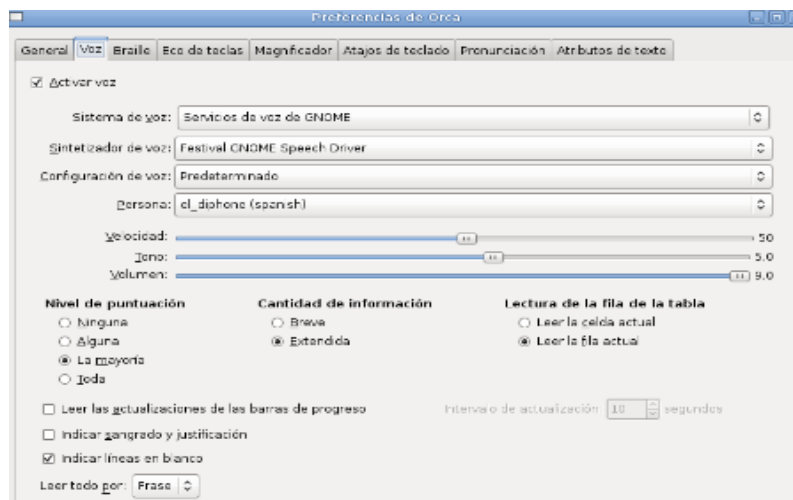 Preferencias de Orca
General Voz Braille Eco de teclas Magnificador Atajos de teclado Pronunciación Atributos de texto
Activar voz
Sistema de voz: Servicios de voz de GNOME
Sintetizador de voz: Festival GNOME Speech Driver
Configuración de voz: Predeterminado
Persona: el_diphone (spanish)
Velocidad: 50
Tono: 5.0
Volumen: 9.0
Nivel de puntuación Cantidad de información Lectura de la fila de la tabla
Ninguna Breve Leer la celda actual
Alguna Extendida Leer la fila actual
La mayoría
Toda
Leer las actualizaciones de las barras de progreso Intervalo de actualización 10 segundos
Indicar sangrado y justificación
Indicar líneas en blanco
Leer todo por: Frase